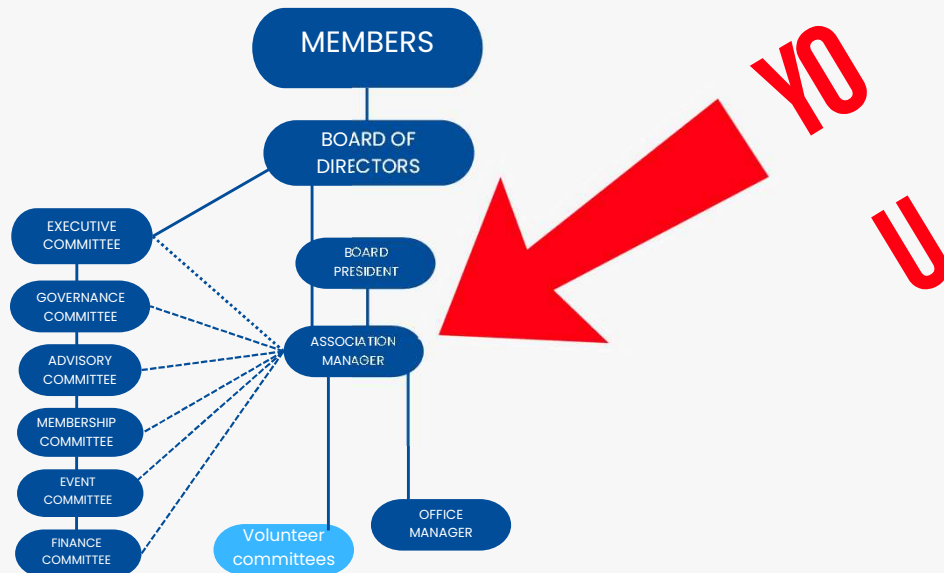 MEMBERS
YO
U
BOARD OF
DIRECTORS
EXECUTIVE
COMMITTEE
BOARD
PRESIDENT
GOVERNANCE
COMMITTEE
ASSOCIATION
MANAGER
ADVISORY
COMMITTEE
MEMBERSHIP
COMMITTEE
EVENT
COMMITTEE
OFFICE
MANAGER
Volunteer
committees
FINANCE
COMMITTEE